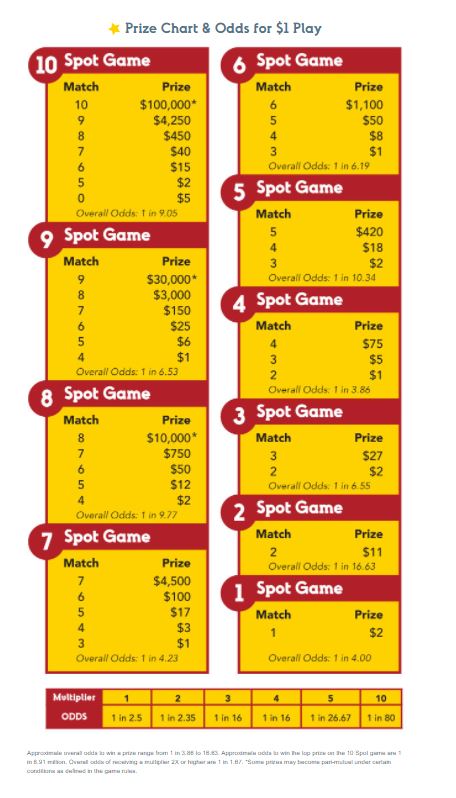 Prize Chart & Odds for $1 Play
10 Spot Game
Match Prize
10 $100,000*
9 $4,250
8 $450
7 $40
6 $15
5 $2
0 $5
Overall Odds: 1 in 9.05
9 Spot Game
Match Prize
9 $30,000*
8 $3,000
7 $150
6 $25
5 $6
4 $1
Overall Odds: 1 in 6.53
8 Spot Game
Match Prize
8 $10,000*
7 $750
6 $50
5 $12
4 $2
Overall Odds: 1 in 9.77
7 Spot Game
Match Prize
7 $4,500
6 $100
5 $17
4 $3
3 $1
Overall Odds: 1 in 4.23
6 Spot Game
Match Prize
6 $1,100
5 $50
4 $8
3 $1
Overall Odds: 1 in 6.19
5 Spot Game
Match Prize
5 $420
4 $18
3 $2
Overall Odds: 1 in 10.34
4 Spot Game
Match Prize
4 $75
3 $5
2 $1
Overall Odds: 1 in 3.86
3 Spot Game
Match Prize
3 $27
2 $2
Overall Odds: 1 in 6.55
2 Spot Game
Match Prize
2 $11
Overall Odds: 1 in 16.63
1 Spot Game
Match Prize
1 $2
Overall Odds: 1 in 4.00
Multiplier 1 2 3 4 5 10
ODDS 1 in 2.5 1 in 2.35 1 in 16 1 in 16 1 in 26.67 1 in 80
Approximate overall odds to win a prize range from 1 in 3.86 to 16.63. Approximate odds to win the top prize on the 10 Spot game are 1
in 8.91 million. Overall odds of receiving a multiplier 2X or higher are 1 in 1.67. *Some prizes may become pari-mutuel under certain
conditions as defined in the game rules.